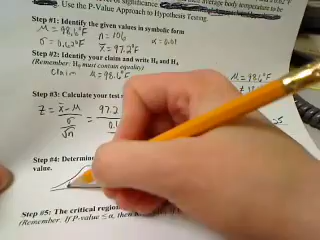 of significance average body temperature to be
Use the P-Value Approach to Hypothesis Testing.
Step #1: Identify the given values in symbolic form
μ = 98.6°F n = 106 α = 0.01
σ = 0.62°F x̄ = 97.2°F
Step #2: Identify your claim and write H₀ and H₁
(Remember: H₀ must contain equality) μ = 98.6°F
Claim μ = 98.6°F
Step #3: Calculate your test
Z = x̄ - μ / σ/√n = 97.2
Step #4: Determine
value.
Step #5: The critical region
(Remember: If P-value ≤ α, then